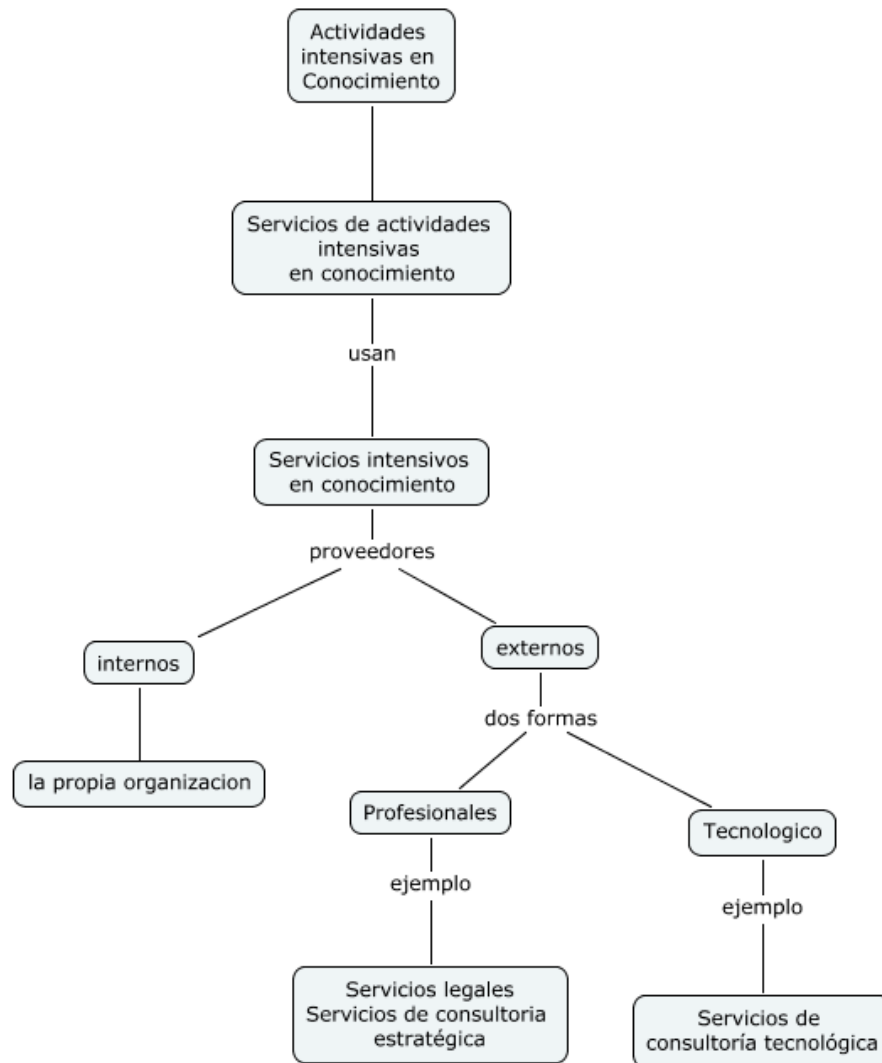 Actividades
intensivas en
Conocimiento
Servicios de actividades
intensivas
en conocimiento
usan
Servicios intensivos
en conocimiento
proveedores
internos
externos
dos formas
la propia organizacion
Profesionales
Tecnologico
ejemplo
ejemplo
Servicios legales
Servicios de consultoria
estratégica
Servicios de
consultoría tecnológica